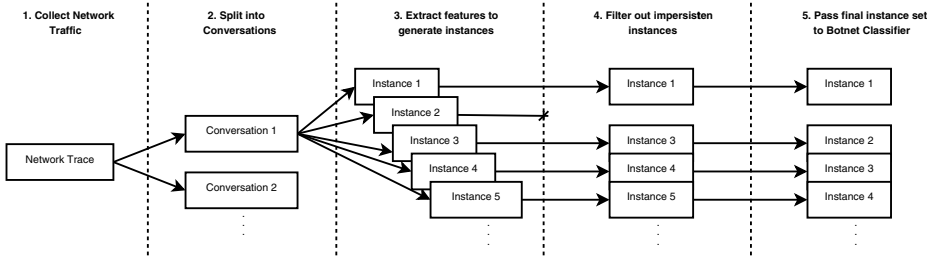 1. Collect Network
Traffic
2. Split into
Conversations
3. Extract features to
generate instances
4. Filter out impersisten
instances
5. Pass final instance set
to Botnet Classifier
Network Trace
Conversation 1
Conversation 2
.
.
.
Instance 1
Instance 2
Instance 3
Instance 4
Instance 5
.
.
.
Instance 1
Instance 3
Instance 4
Instance 5
.
.
.
Instance 1
Instance 2
Instance 3
Instance 4
.
.
.